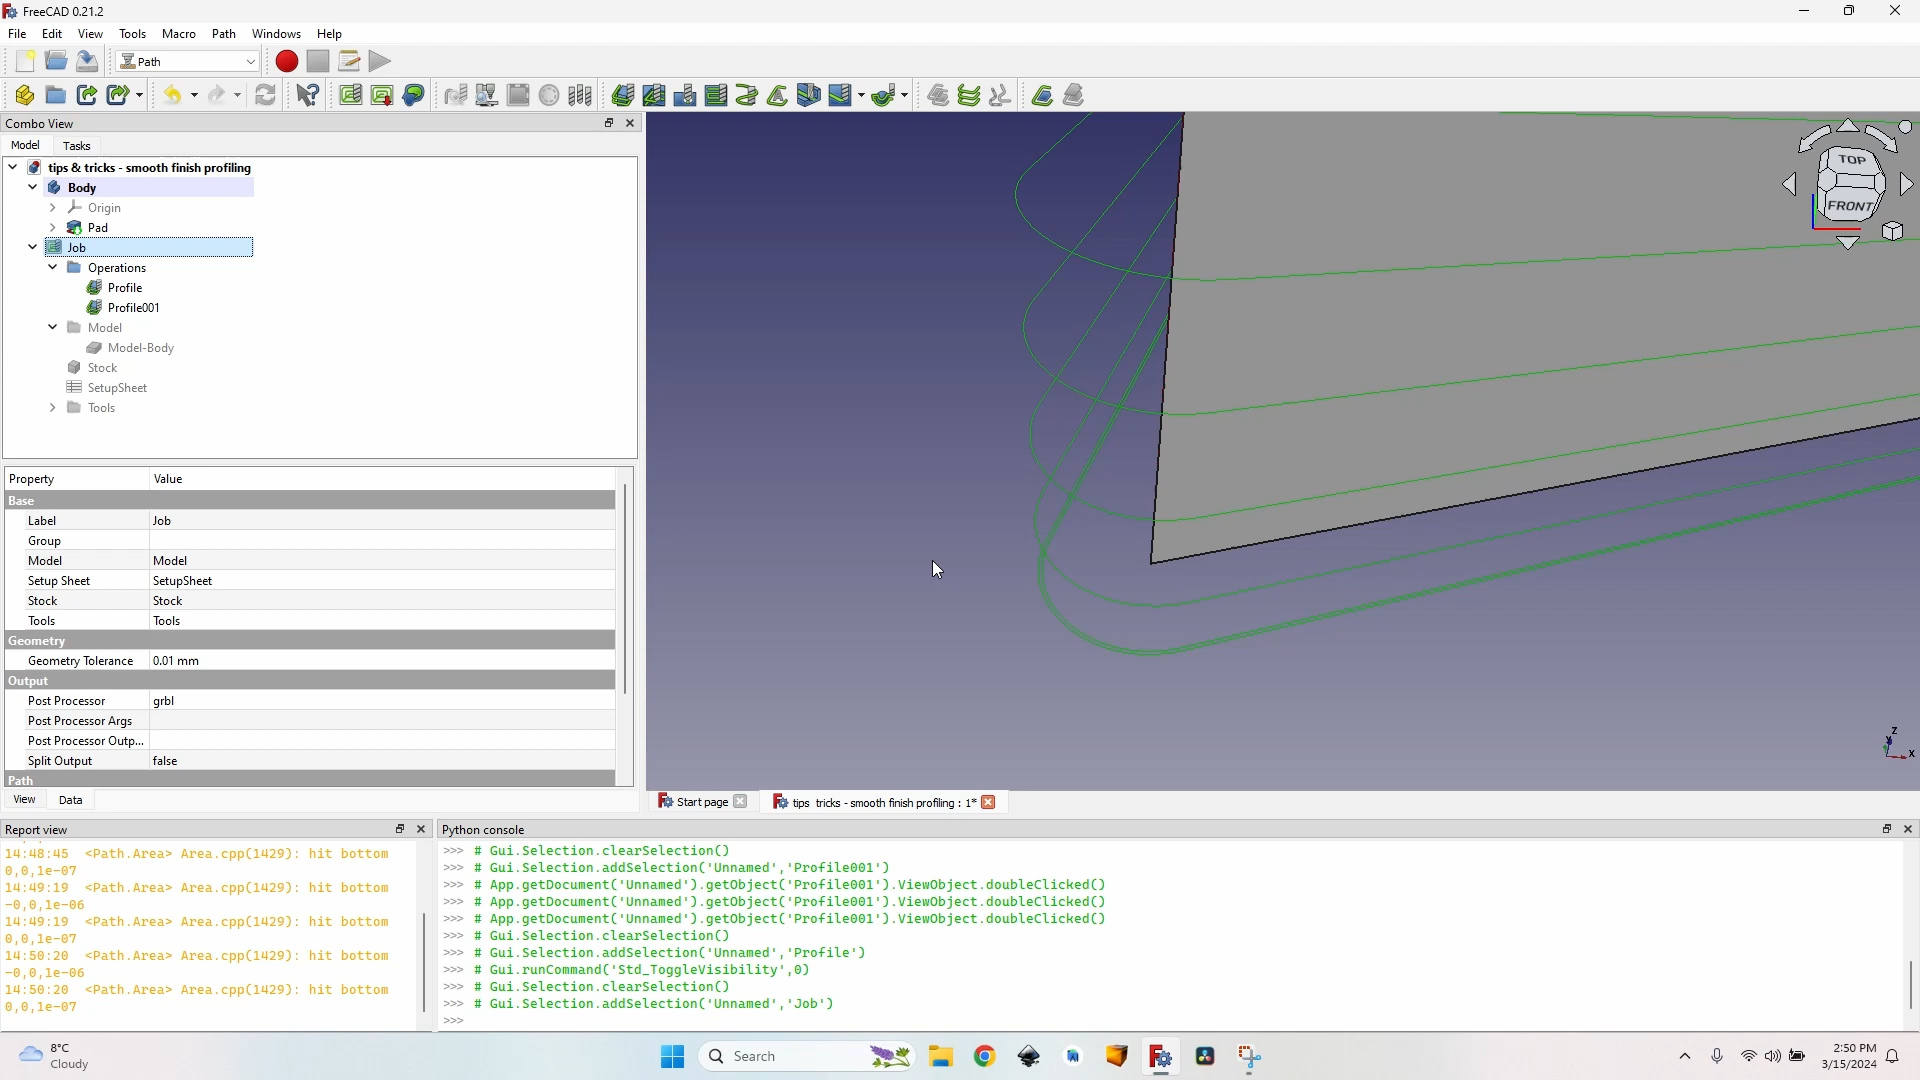 FreeCAD 0.21.2
File Edit View Tools Macro Path Windows Help
Path
Combo View
Model Tasks
tips & tricks - smooth finish profiling
Body
Origin
Pad
Job
Operations
Profile
Profile001
Model
Model-Body
Stock
SetupSheet
Tools
Property Value
Base
Label Job
Group
Model Model
Setup Sheet SetupSheet
Stock Stock
Tools Tools
Geometry
Geometry Tolerance 0.01 mm
Output
Post Processor grbl
Post Processor Args
Post Processor Outp...
Split Output false
Path
View Data
TOP
FRONT
Z
Y
X
Start page
tips tricks - smooth finish profiling : 1*
Report view
14:48:45 <Path.Area> Area.cpp(1429): hit bottom
0,0,1e-07
14:49:19 <Path.Area> Area.cpp(1429): hit bottom
-0,0,1e-06
14:49:19 <Path.Area> Area.cpp(1429): hit bottom
0,0,1e-07
14:50:20 <Path.Area> Area.cpp(1429): hit bottom
-0,0,1e-06
14:50:20 <Path.Area> Area.cpp(1429): hit bottom
0,0,1e-07
Python console
>>> # Gui.Selection.clearSelection()
>>> # Gui.Selection.addSelection('Unnamed','Profile001')
>>> # App.getDocument('Unnamed').getObject('Profile001').ViewObject.doubleClicked()
>>> # App.getDocument('Unnamed').getObject('Profile001').ViewObject.doubleClicked()
>>> # App.getDocument('Unnamed').getObject('Profile001').ViewObject.doubleClicked()
>>> # Gui.Selection.clearSelection()
>>> # Gui.Selection.addSelection('Unnamed','Profile')
>>> # Gui.runCommand('Std_ToggleVisibility',0)
>>> # Gui.Selection.clearSelection()
>>> # Gui.Selection.addSelection('Unnamed','Job')
>>>
8°C
Cloudy
Search
2:50 PM
3/15/2024